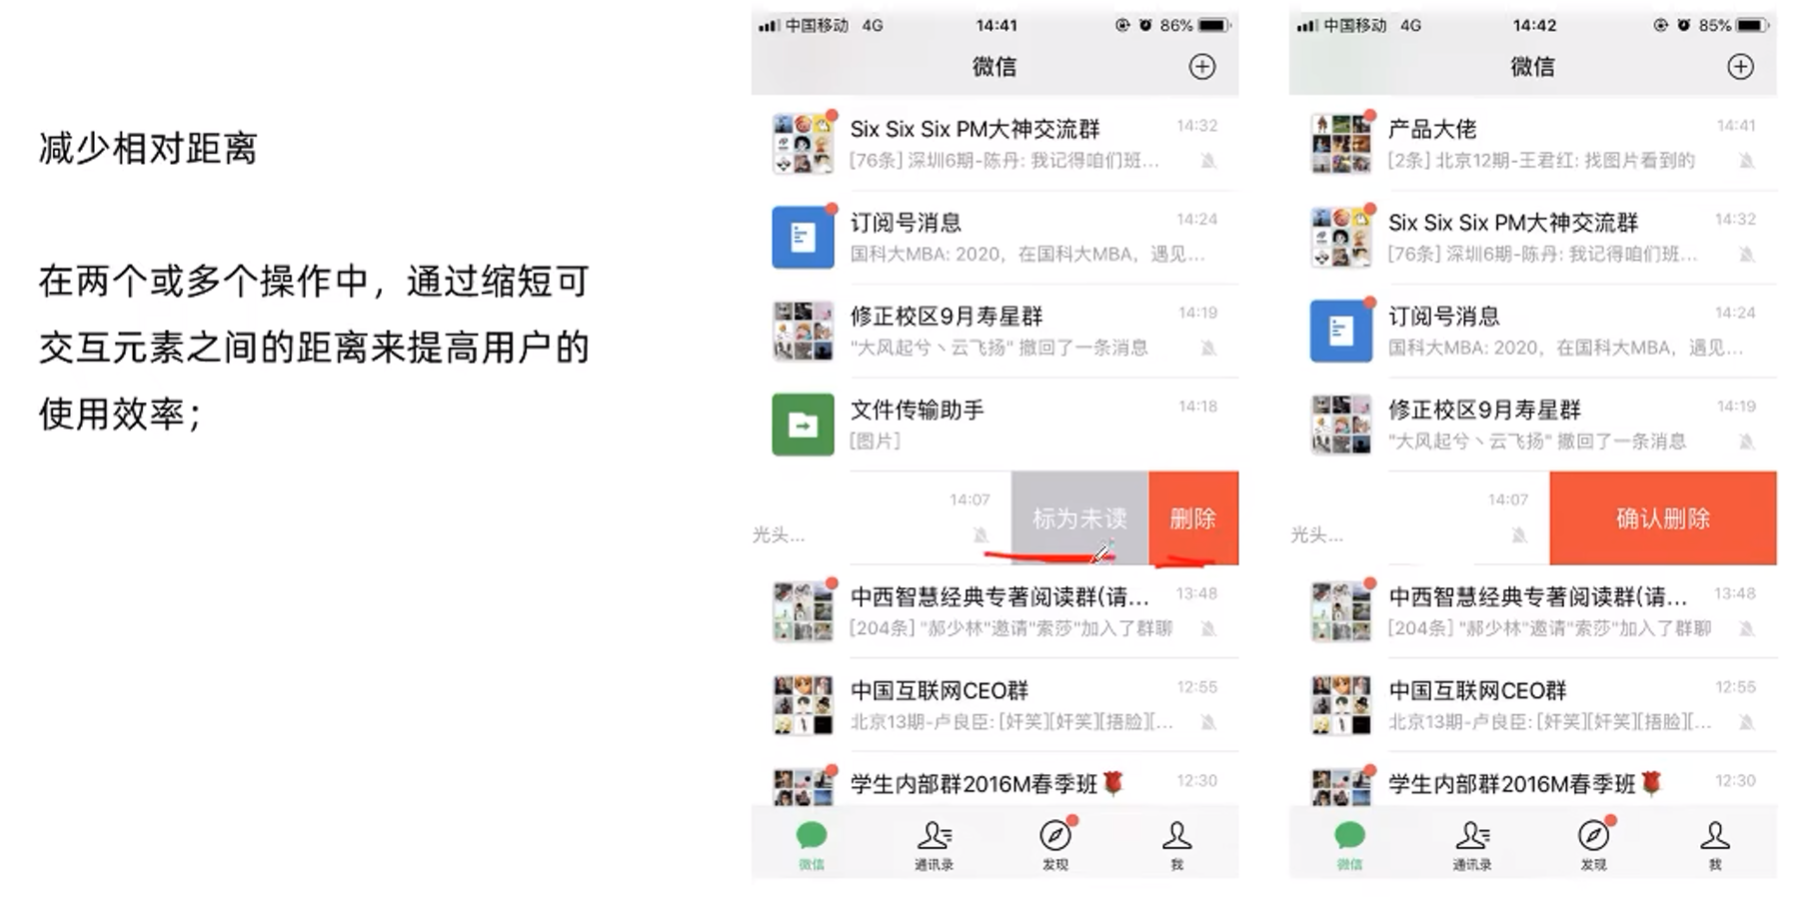 减少相对距离
在两个或多个操作中，通过缩短可
交互元素之间的距离来提高用户的
使用效率；
中国移动 4G 14:41 86%
微信
Six Six Six PM大神交流群 14:32
[76条] 深圳6期-陈丹: 我记得咱们班...
订阅号消息 14:24
国科大MBA: 2020，在国科大MBA，遇见...
修正校区9月寿星群 14:19
"大风起兮丶云飞扬" 撤回了一条消息
文件传输助手 14:18
[图片]
14:07
光头...
标为未读 删除
中西智慧经典专著阅读群(请... 13:48
[204条] "郝少林"邀请"索莎"加入了群聊
中国互联网CEO群 12:55
北京13期-卢良臣: [奸笑][奸笑][捂脸][...
学生内部群2016M春季班🌹 12:30
微信 通讯录 发现 我
中国移动 4G 14:42 85%
微信
产品大佬 14:41
[2条] 北京12期-王君红: 找图片看到的
Six Six Six PM大神交流群 14:32
[76条] 深圳6期-陈丹: 我记得咱们班...
订阅号消息 14:24
国科大MBA: 2020，在国科大MBA，遇见...
修正校区9月寿星群 14:19
"大风起兮丶云飞扬" 撤回了一条消息
14:07
光头...
确认删除
中西智慧经典专著阅读群(请... 13:48
[204条] "郝少林"邀请"索莎"加入了群聊
中国互联网CEO群 12:55
北京13期-卢良臣: [奸笑][奸笑][捂脸][...
学生内部群2016M春季班🌹 12:30
微信 通讯录 发现 我